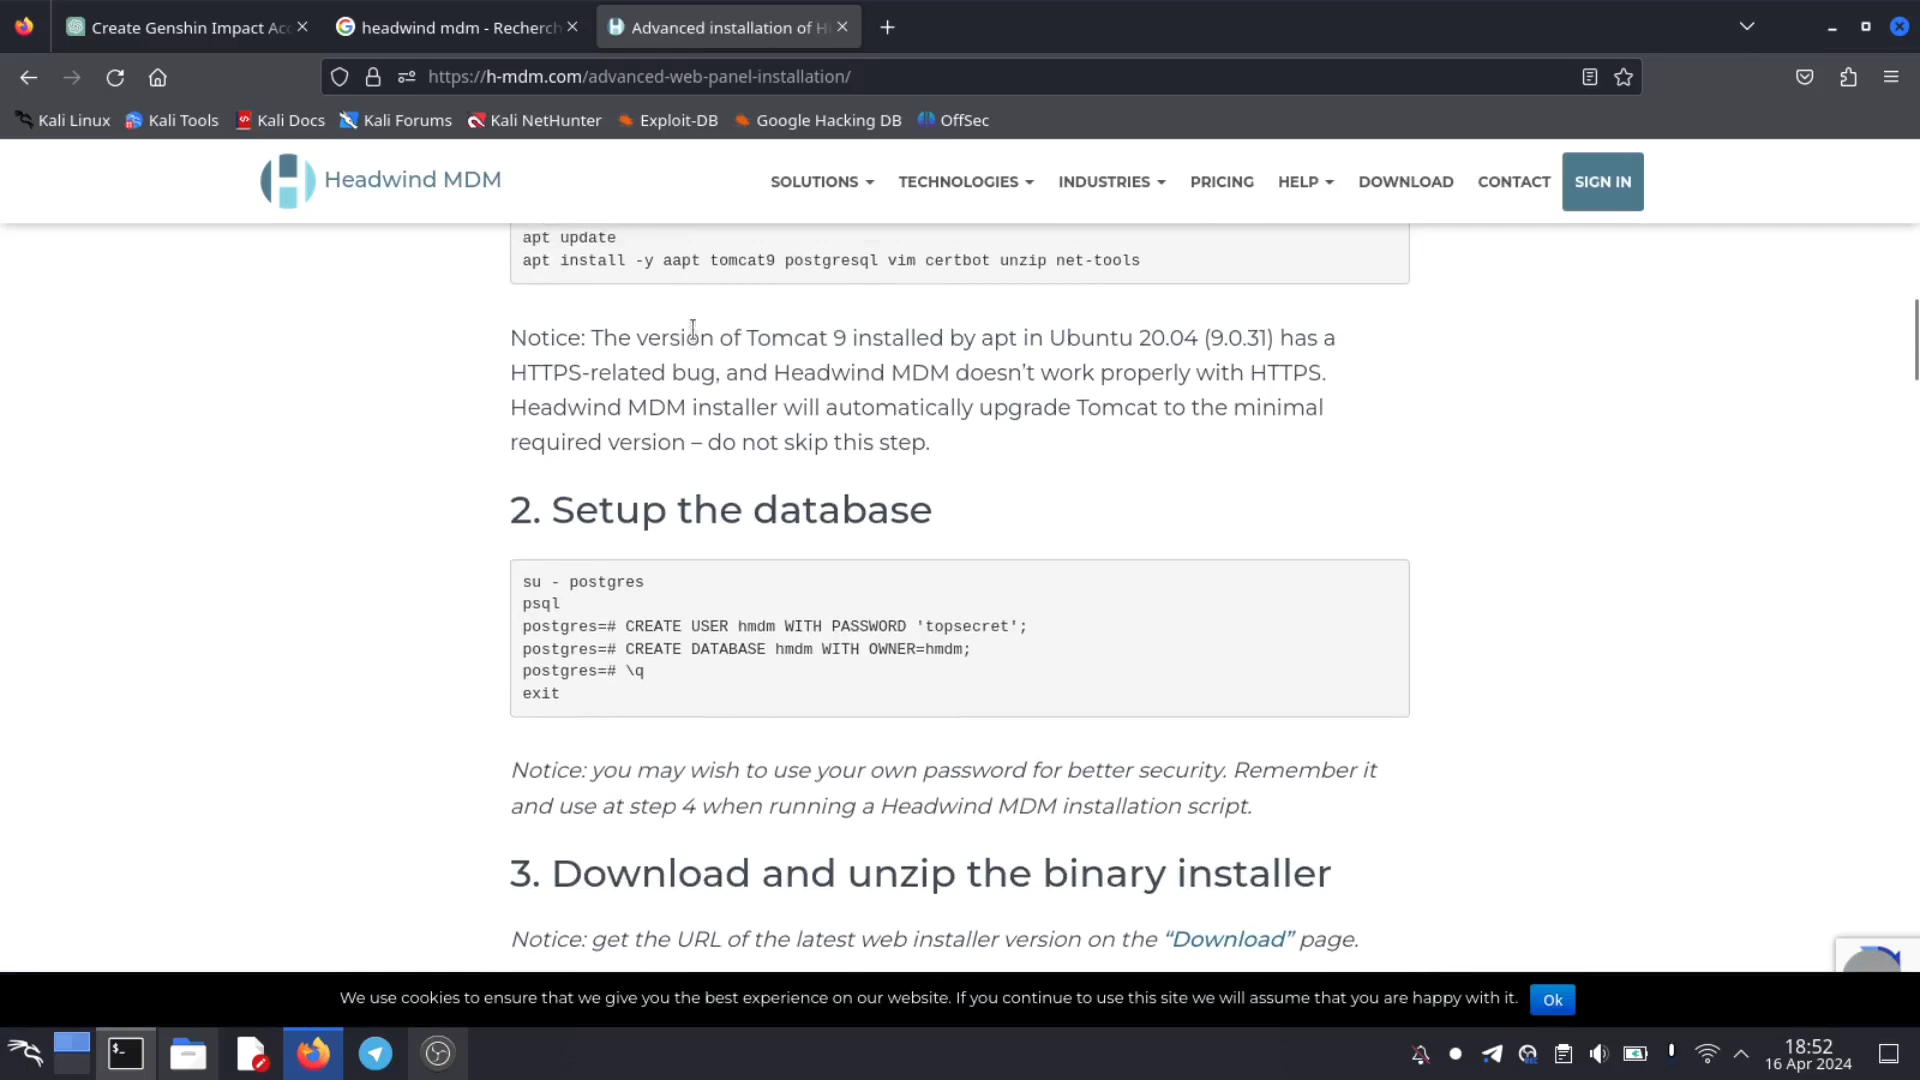 Create Genshin Impact Acc
headwind mdm - Recherch
Advanced installation of H
https://h-mdm.com/advanced-web-panel-installation/
Kali Linux
Kali Tools
Kali Docs
Kali Forums
Kali NetHunter
Exploit-DB
Google Hacking DB
OffSec
Headwind MDM
SOLUTIONS
TECHNOLOGIES
INDUSTRIES
PRICING
HELP
DOWNLOAD
CONTACT
SIGN IN
apt update
apt install -y aapt tomcat9 postgresql vim certbot unzip net-tools
Notice: The version of Tomcat 9 installed by apt in Ubuntu 20.04 (9.0.31) has a
HTTPS-related bug, and Headwind MDM doesn’t work properly with HTTPS.
Headwind MDM installer will automatically upgrade Tomcat to the minimal
required version – do not skip this step.
2. Setup the database
su - postgres
psql
postgres=# CREATE USER hmdm WITH PASSWORD 'topsecret';
postgres=# CREATE DATABASE hmdm WITH OWNER=hmdm;
postgres=# \q
exit
Notice: you may wish to use your own password for better security. Remember it
and use at step 4 when running a Headwind MDM installation script.
3. Download and unzip the binary installer
Notice: get the URL of the latest web installer version on the “Download” page.
We use cookies to ensure that we give you the best experience on our website. If you continue to use this site we will assume that you are happy with it.
Ok
18:52
16 Apr 2024